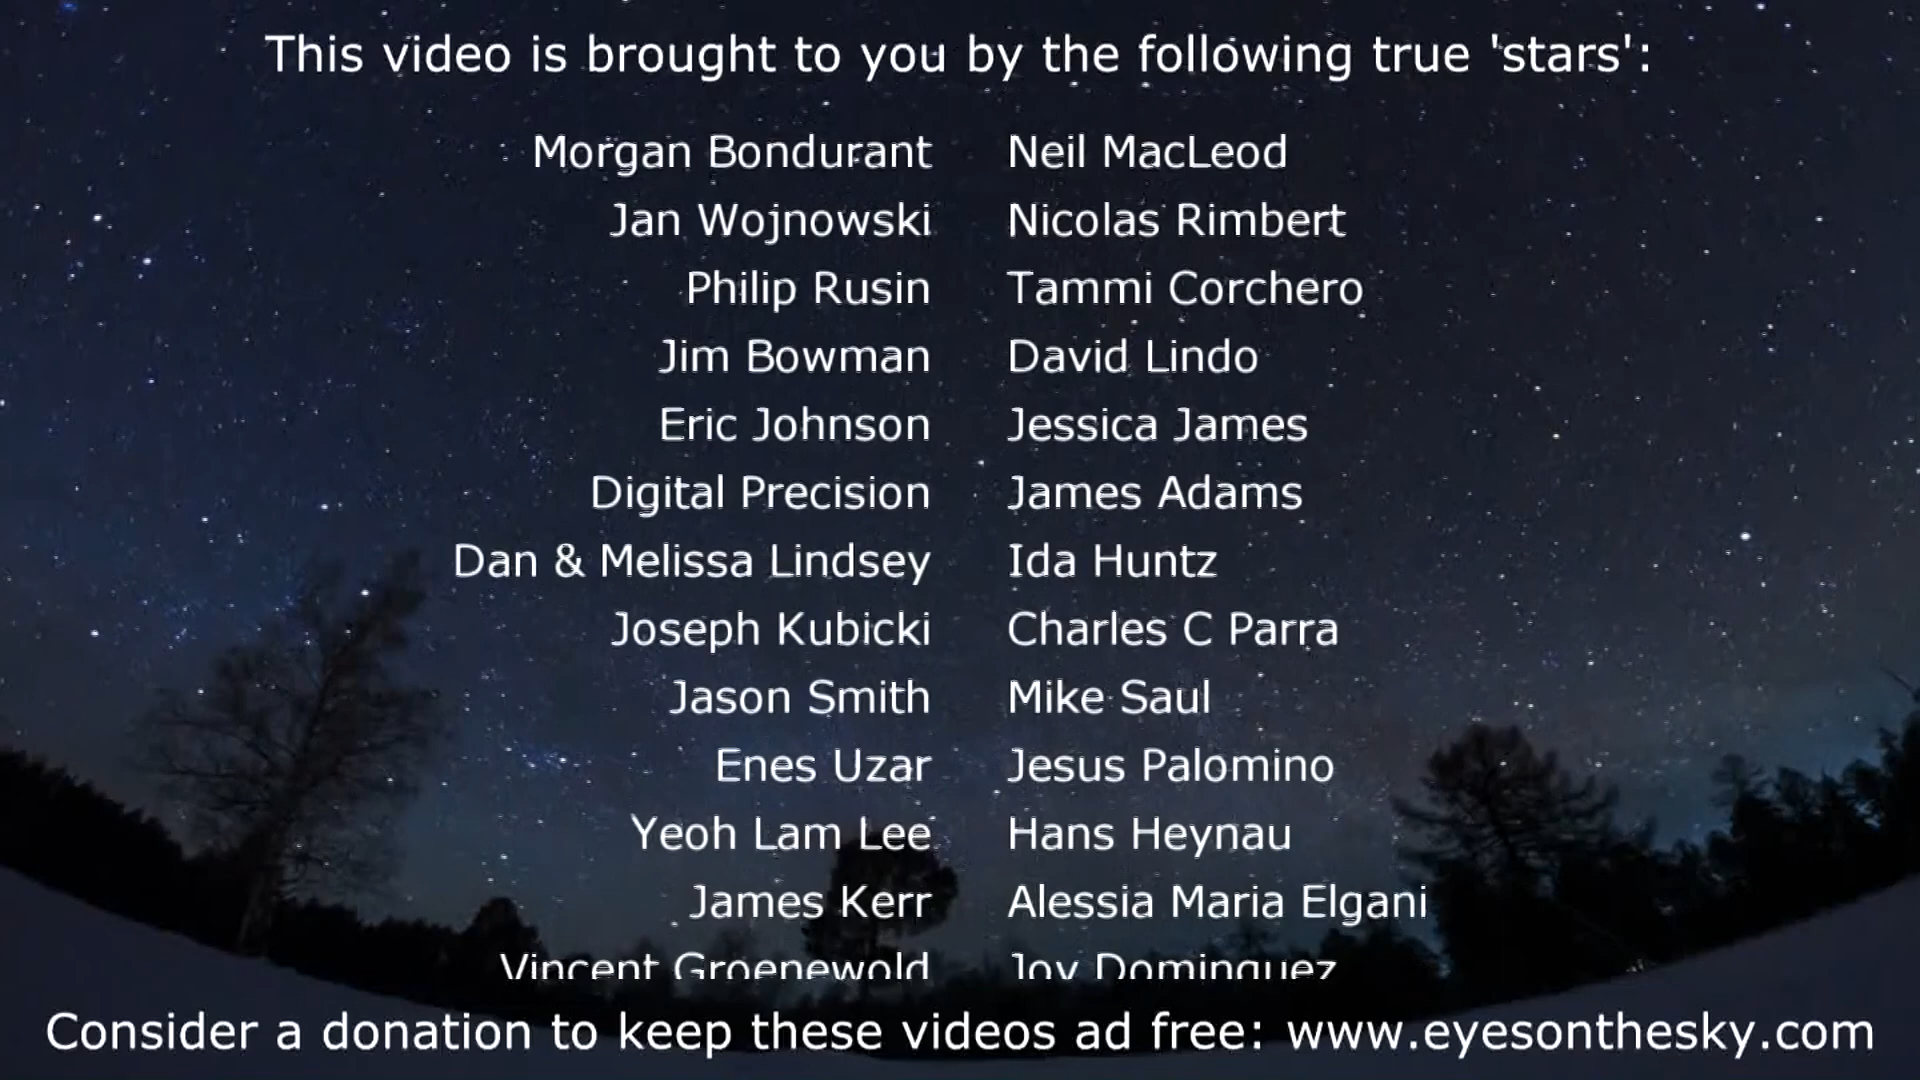 This video is brought to you by the following true 'stars':
Morgan Bondurant Neil MacLeod
Jan Wojnowski Nicolas Rimbert
Philip Rusin Tammi Corchero
Jim Bowman David Lindo
Eric Johnson Jessica James
Digital Precision James Adams
Dan & Melissa Lindsey Ida Huntz
Joseph Kubicki Charles C Parra
Jason Smith Mike Saul
Enes Uzar Jesus Palomino
Yeoh Lam Lee Hans Heynau
James Kerr Alessia Maria Elgani
Vincent Groenewold Joy Dominguez
Consider a donation to keep these videos ad free: www.eyesonthesky.com